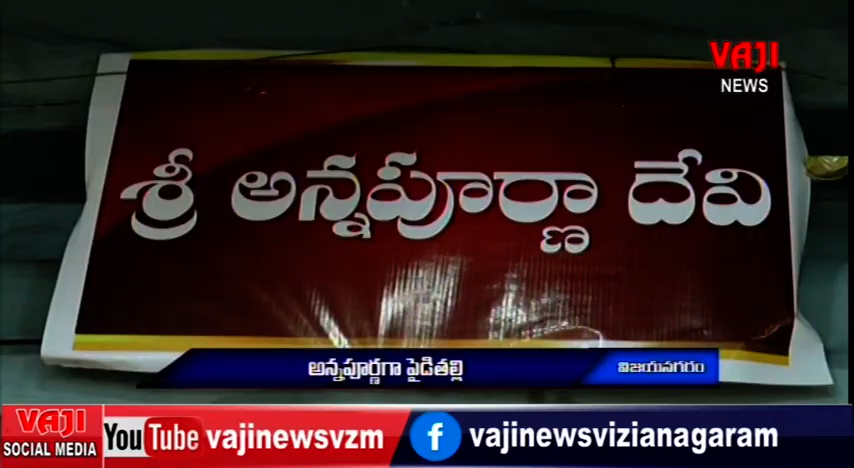 VAJI
NEWS
శ్రీ అన్నపూర్ణా దేవి
అన్నపూర్ణగా పైడితల్లి
విజయనగరం
VAJI
SOCIAL MEDIA
YouTube vajinewsvzm
f vajinewsvizianagaram